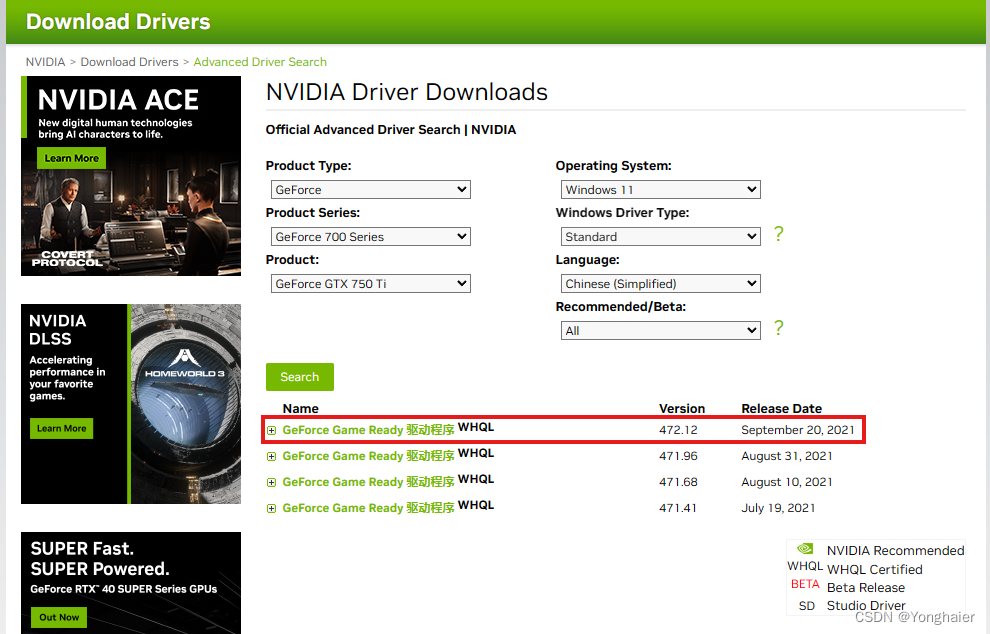 Download Drivers
NVIDIA > Download Drivers > Advanced Driver Search
NVIDIA ACE
New digital human technologies
bring AI characters to life.
Learn More
COVERT
PROTOCOL
NVIDIA
DLSS
Accelerating
performance in
your favorite
games.
Learn More
HOMEWORLD 3
SUPER Fast.
SUPER Powered.
GeForce RTX™ 40 SUPER Series GPUs
Out Now
NVIDIA Driver Downloads
Official Advanced Driver Search | NVIDIA
Product Type:
GeForce
Product Series:
GeForce 700 Series
Product:
GeForce GTX 750 Ti
Operating System:
Windows 11
Windows Driver Type:
Standard ?
Language:
Chinese (Simplified)
Recommended/Beta:
All ?
Search
Name Version Release Date
GeForce Game Ready 驱动程序 WHQL 472.12 September 20, 2021
GeForce Game Ready 驱动程序 WHQL 471.96 August 31, 2021
GeForce Game Ready 驱动程序 WHQL 471.68 August 10, 2021
GeForce Game Ready 驱动程序 WHQL 471.41 July 19, 2021
NVIDIA Recommended
WHQL WHQL Certified
BETA Beta Release
SD Studio Driver
CSDN @Yonghaier